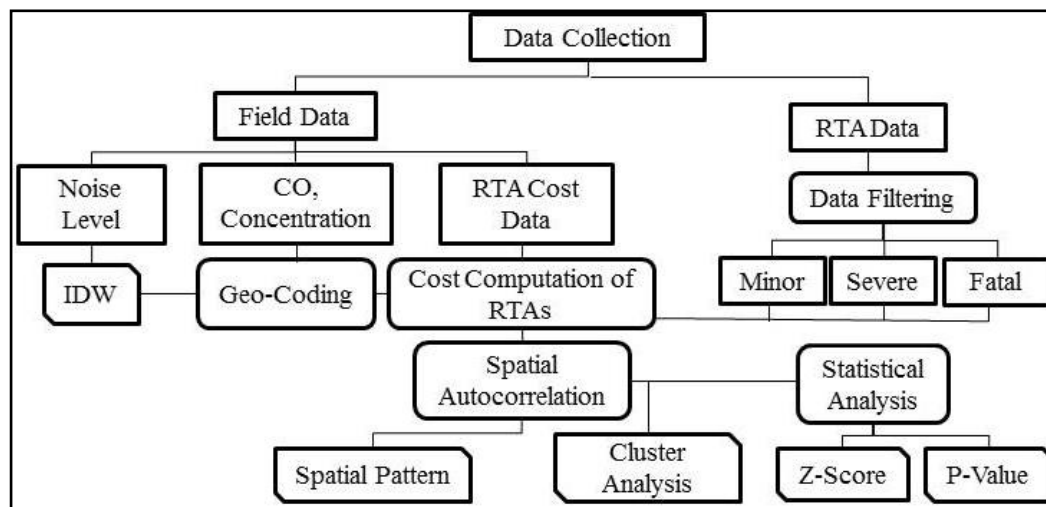 Data Collection
Field Data
RTA Data
Noise
Level
CO,
Concentration
RTA Cost
Data
Data Filtering
IDW
Geo-Coding
Cost Computation of
RTAs
Minor
Severe
Fatal
Spatial
Autocorrelation
Statistical
Analysis
Spatial Pattern
Cluster
Analysis
Z-Score
P-Value